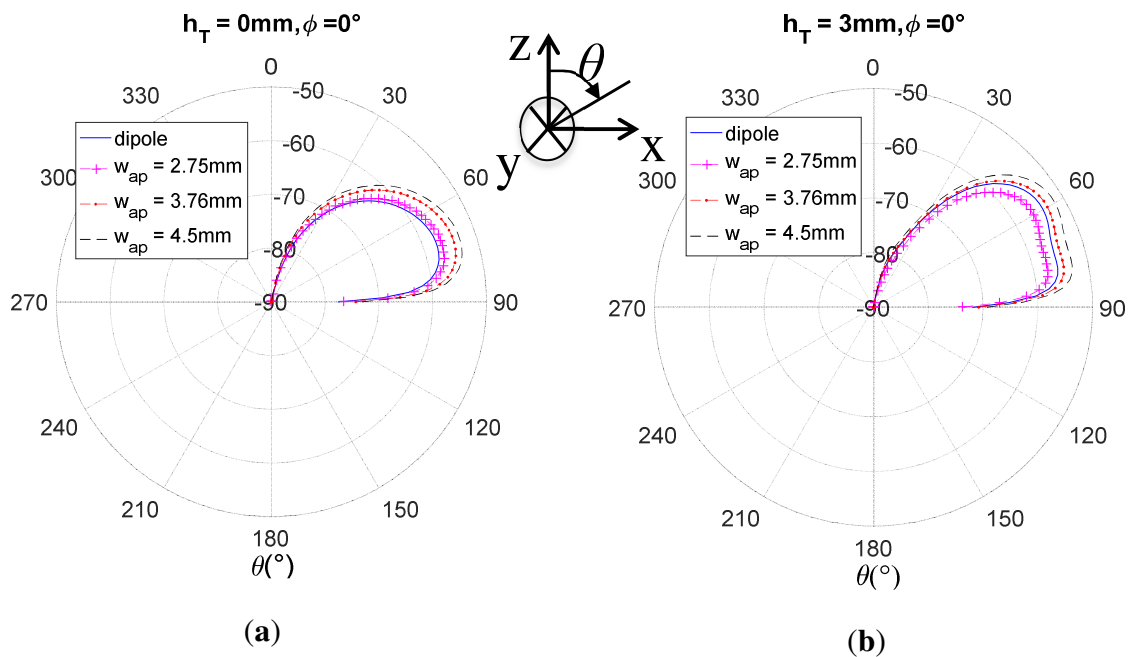 h_T = 0mm, ϕ =0°
0
330
30
300
60
270
90
240
120
210
150
180
-50
-60
-70
-80
-90
dipole
w_ap = 2.75mm
w_ap = 3.76mm
w_ap = 4.5mm
θ(°)
(a)
z
θ
x
y
h_T = 3mm, ϕ =0°
0
330
30
300
60
270
90
240
120
210
150
180
-50
-60
-70
-80
-90
dipole
w_ap = 2.75mm
w_ap = 3.76mm
w_ap = 4.5mm
θ(°)
(b)